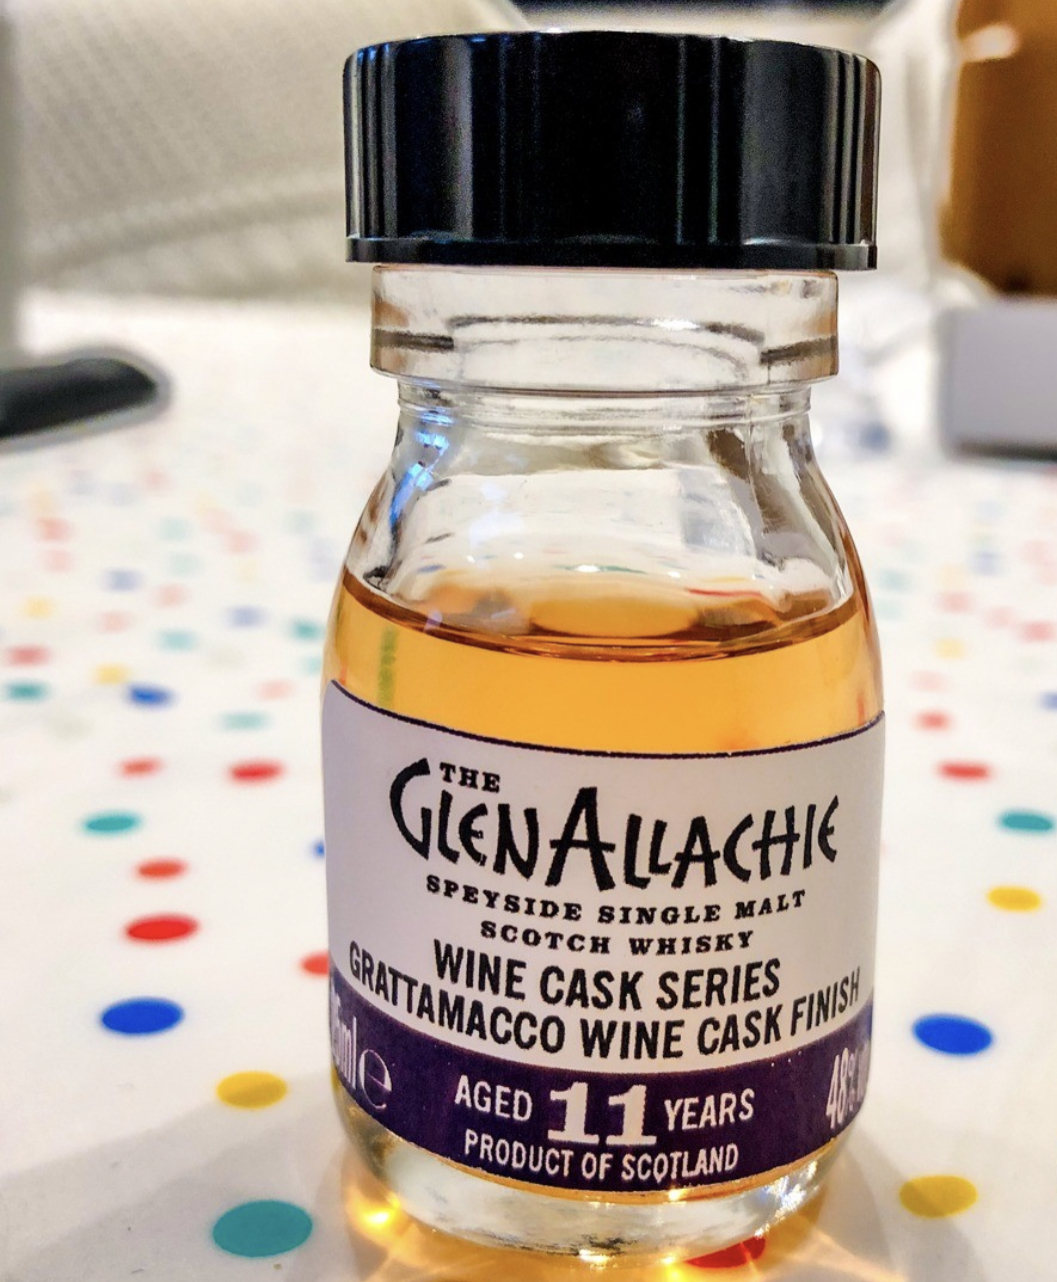 THE
GLENALLACHIE
SPEYSIDE SINGLE MALT
SCOTCH WHISKY
WINE CASK SERIES
GRATTAMACCO WINE CASK FINISH
AGED 11 YEARS
48%
PRODUCT OF SCOTLAND